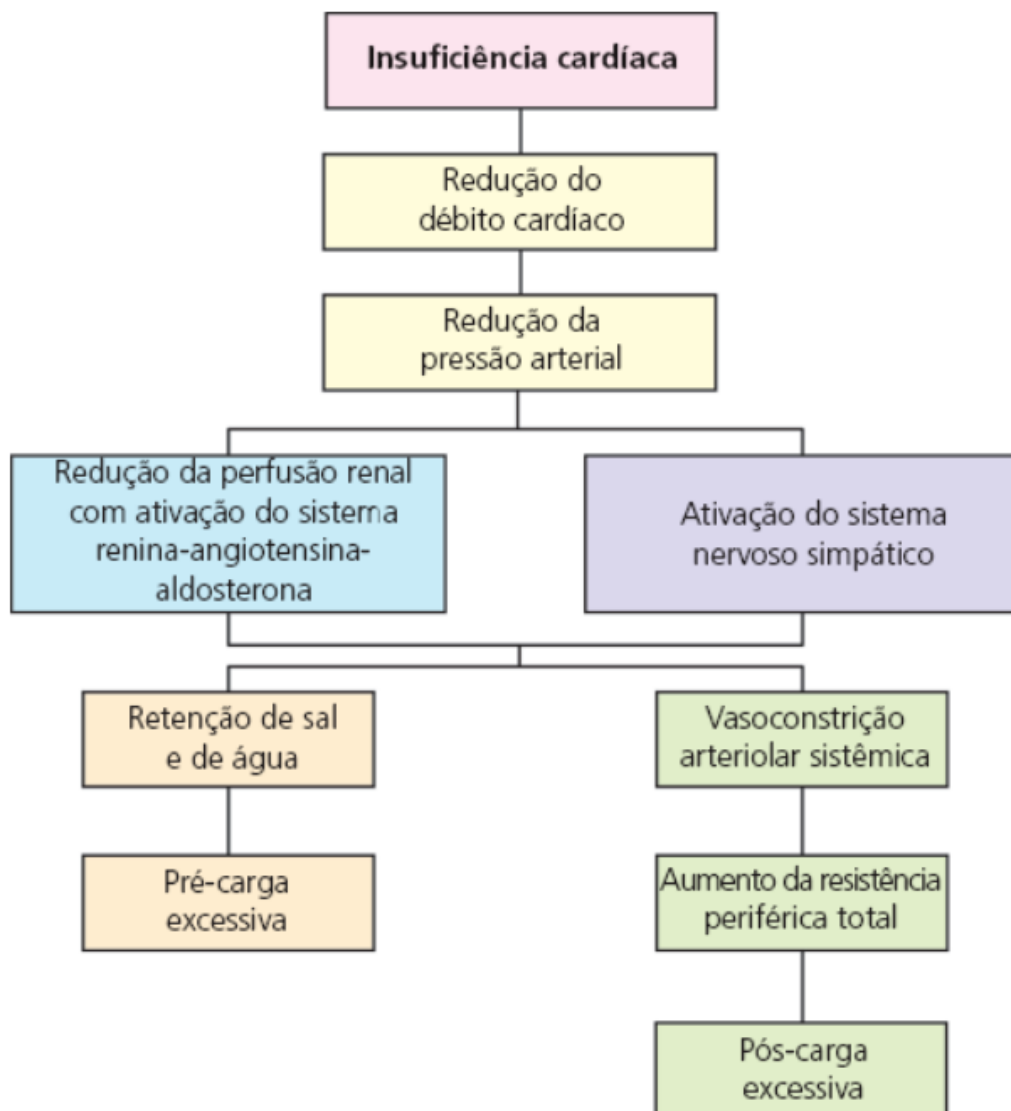 Insuficiência cardíaca
Redução do
débito cardíaco
Redução da
pressão arterial
Redução da perfusão renal
com ativação do sistema
renina-angiotensina-
aldosterona
Ativação do sistema
nervoso simpático
Retenção de sal
e de água
Vasoconstrição
arteriolar sistêmica
Pré-carga
excessiva
Aumento da resistência
periférica total
Pós-carga
excessiva